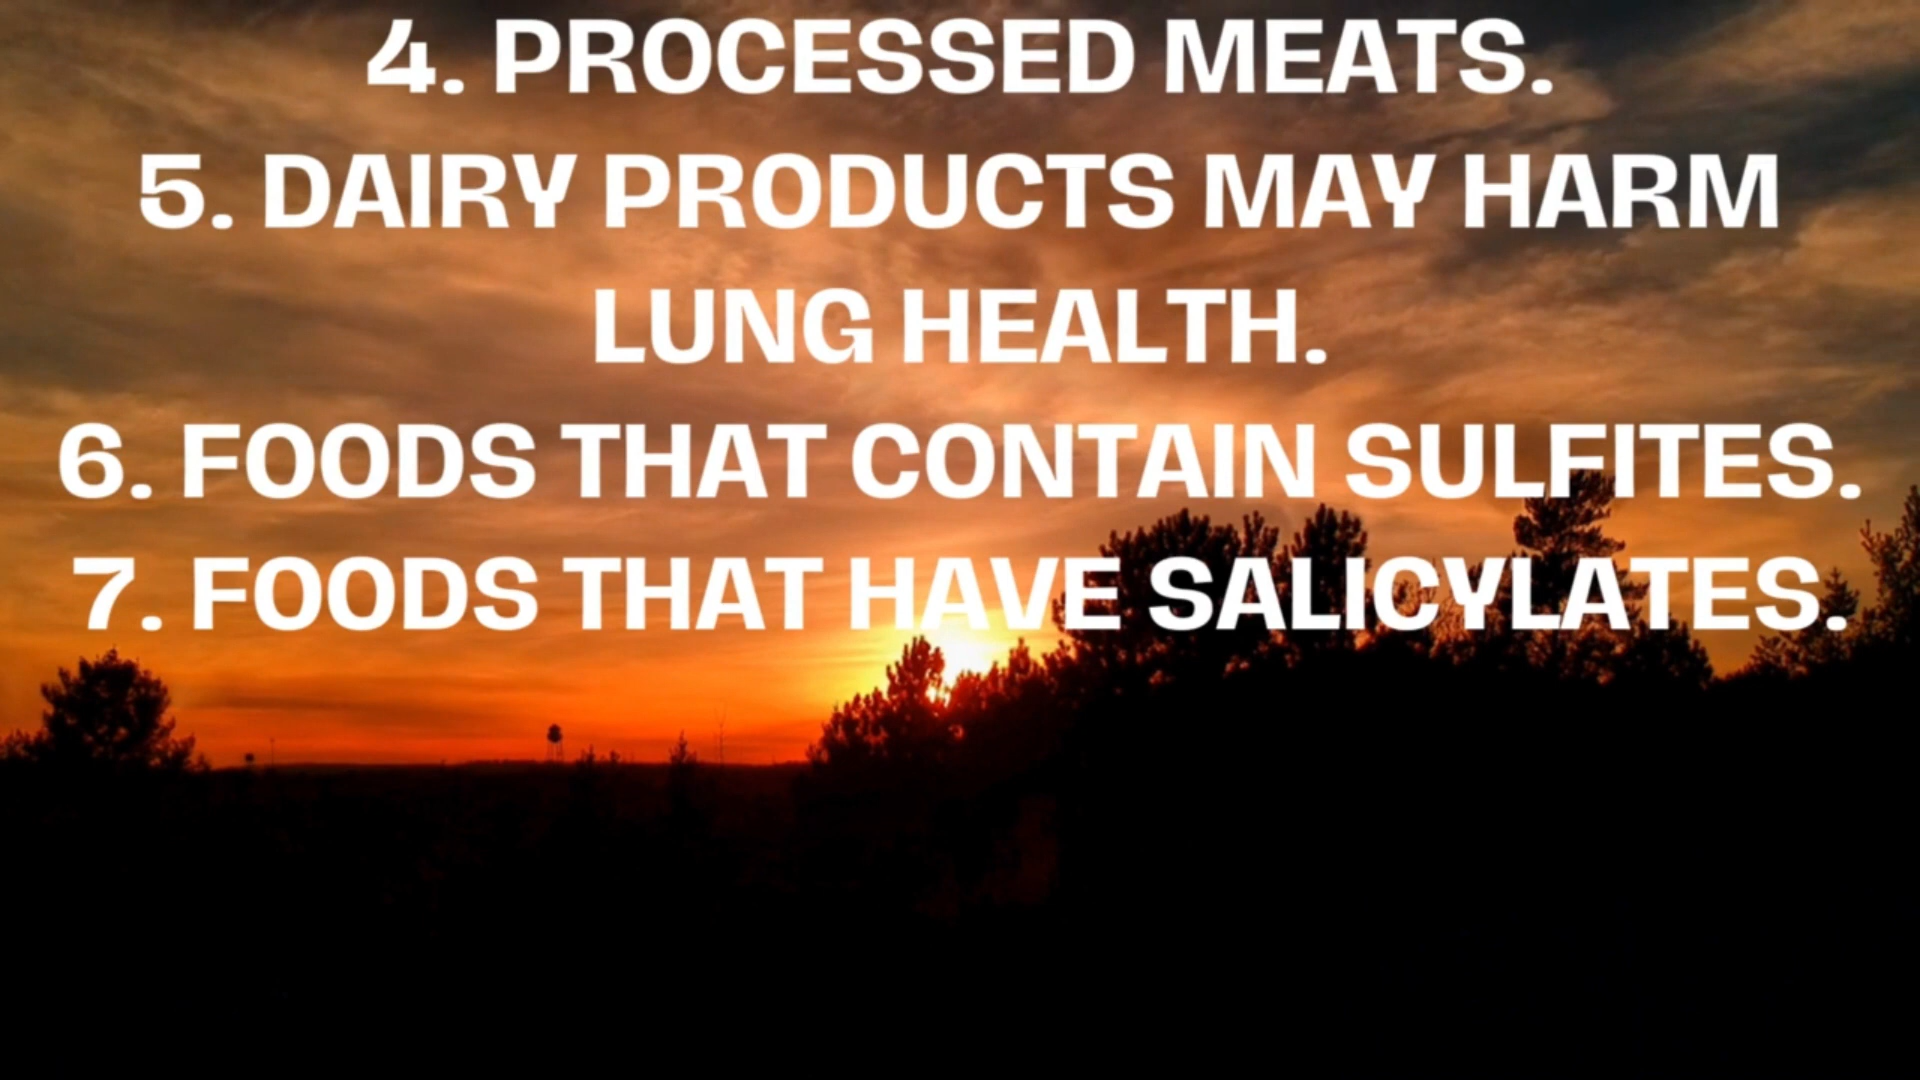 4. PROCESSED MEATS.
5. DAIRY PRODUCTS MAY HARM
LUNG HEALTH.
6. FOODS THAT CONTAIN SULFITES.
7. FOODS THAT HAVE SALICYLATES.